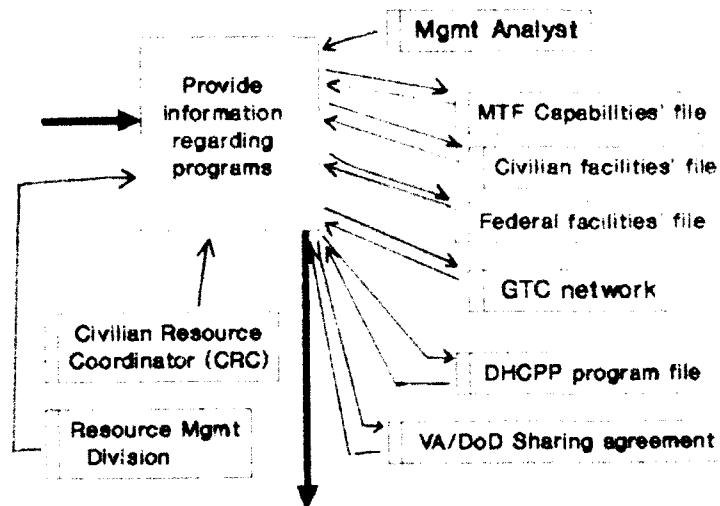 Mgmt Analyst
Provide
information
regarding
programs
MTF Capabilities' file
Civilian facilities' file
Federal facilities' file
GTC network
Civilian Resource
Coordinator (CRC)
DHCPP program file
Resource Mgmt
Division
VA/DoD Sharing agreement